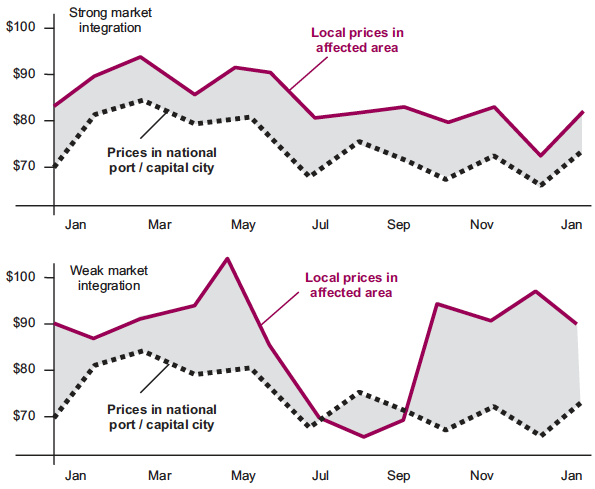 Strong market
integration
$100
$90
$80
$70
Local prices in
affected area
Prices in national
port / capital city
Jan Mar May Jul Sep Nov Jan
Weak market
integration
$100
$90
$80
$70
Local prices in
affected area
Prices in national
port / capital city
Jan Mar May Jul Sep Nov Jan